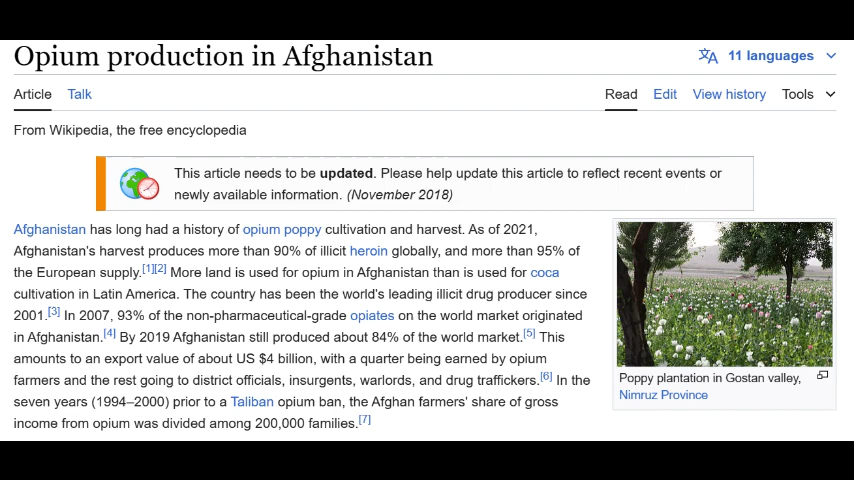 Opium production in Afghanistan
11 languages
Article Talk Read Edit View history Tools
From Wikipedia, the free encyclopedia
This article needs to be updated. Please help update this article to reflect recent events or
newly available information. (November 2018)
Afghanistan has long had a history of opium poppy cultivation and harvest. As of 2021,
Afghanistan's harvest produces more than 90% of illicit heroin globally, and more than 95% of
the European supply.[1][2] More land is used for opium in Afghanistan than is used for coca
cultivation in Latin America. The country has been the world's leading illicit drug producer since
2001.[3] In 2007, 93% of the non-pharmaceutical-grade opiates on the world market originated
in Afghanistan.[4] By 2019 Afghanistan still produced about 84% of the world market.[5] This
amounts to an export value of about US $4 billion, with a quarter being earned by opium
farmers and the rest going to district officials, insurgents, warlords, and drug traffickers.[6] In the
seven years (1994–2000) prior to a Taliban opium ban, the Afghan farmers' share of gross
income from opium was divided among 200,000 families.[7]
Poppy plantation in Gostan valley,
Nimruz Province